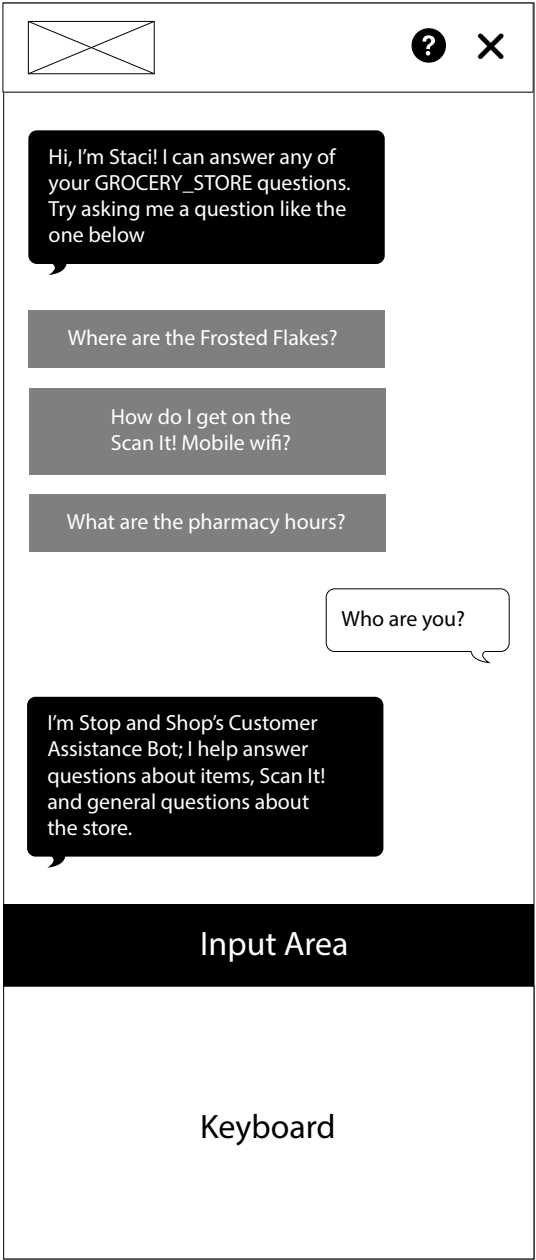 ?
Hi, I’m Staci! I can answer any of
your GROCERY_STORE questions.
Try asking me a question like the
one below
Where are the Frosted Flakes?
How do I get on the
Scan It! Mobile wifi?
What are the pharmacy hours?
Who are you?
I’m Stop and Shop’s Customer
Assistance Bot; I help answer
questions about items, Scan It!
and general questions about
the store.
Input Area
Keyboard